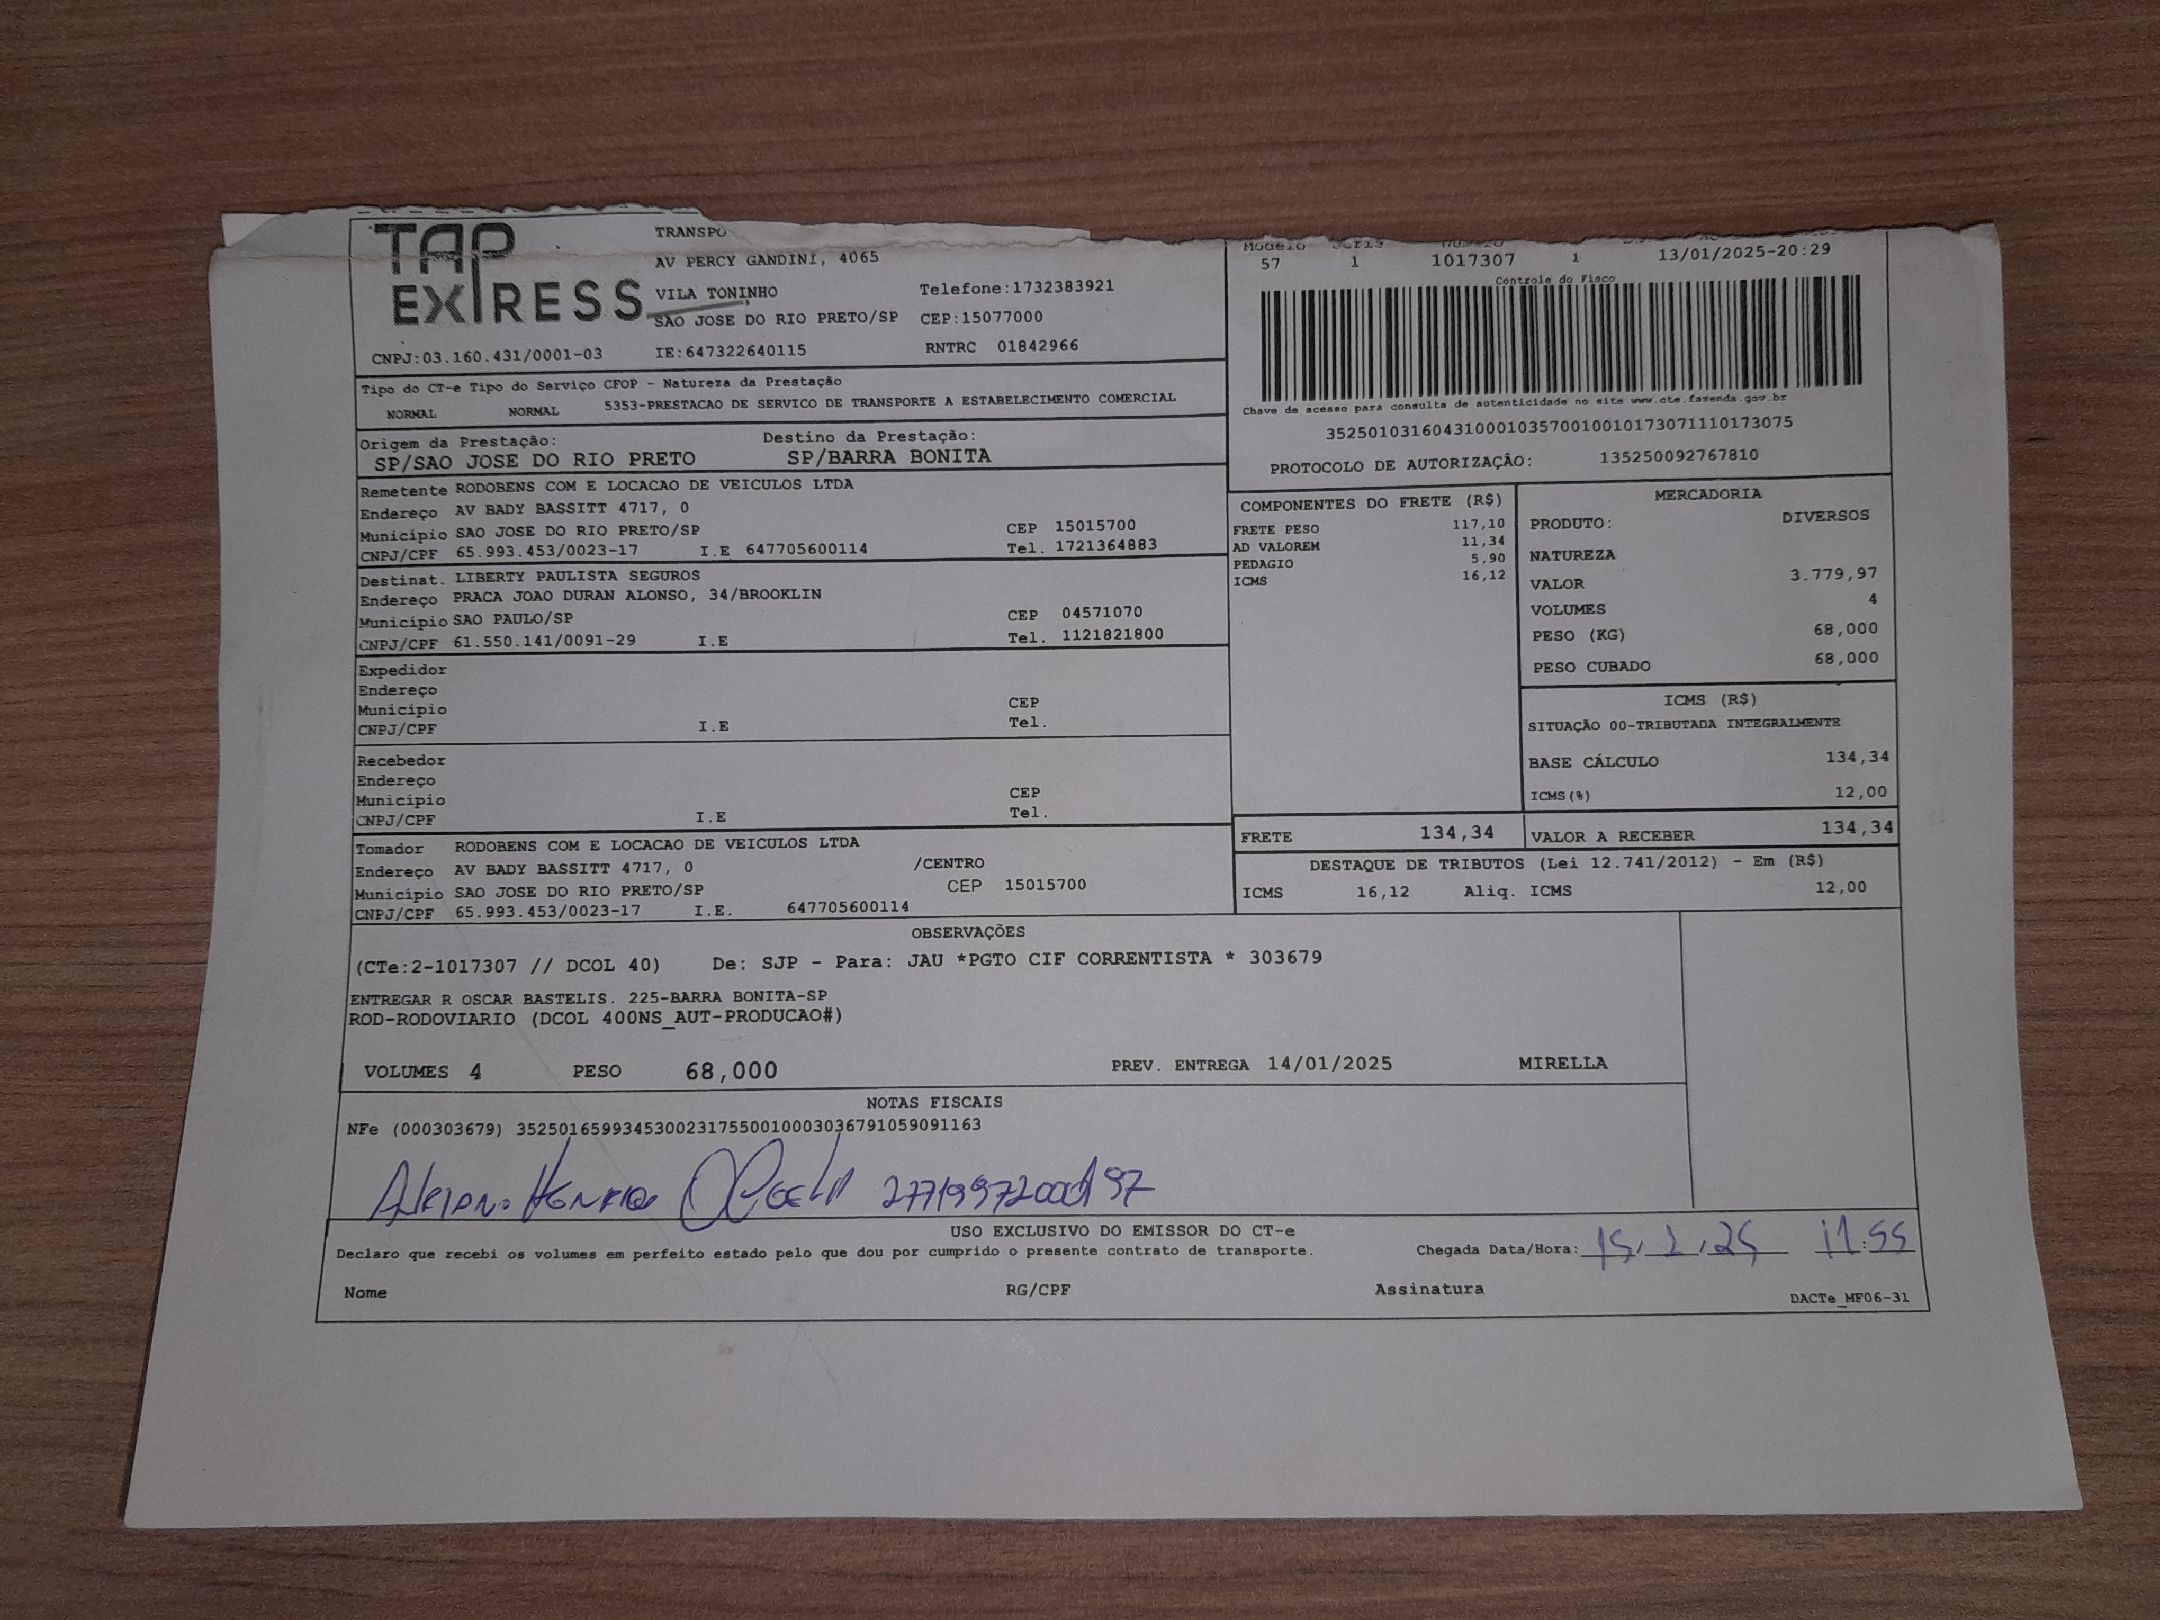 TAP EXPRESS
TRANSPO
AV PERCY GANDINI, 4065
VILA TONINHO Telefone:1732383921
SAO JOSE DO RIO PRETO/SP CEP:15077000
CNPJ:03.160.431/0001-03 IE:647322640115 RNTRC 01842966
Modelo Serie
57 1 1017307 1 13/01/2025-20:29
Controle do Fisco
Chave de acesso para consulta de autenticidade no site www.cte.fazenda.gov.br
35250103160431000103570010010173071110173075
PROTOCOLO DE AUTORIZAÇÂO: 135250092767810
Tipo do CT-e Tipo do Serviço CFOP - Natureza da Prestação
NORMAL NORMAL 5353-PRESTACAO DE SERVICO DE TRANSPORTE A ESTABELECIMENTO COMERCIAL
Origem da Prestação: Destino da Prestação:
SP/SAO JOSE DO RIO PRETO SP/BARRA BONITA
Remetente RODOBENS COM E LOCACAO DE VEICULOS LTDA
Endereço AV BADY BASSITT 4717, 0
Município SAO JOSE DO RIO PRETO/SP CEP 15015700
CNPJ/CPF 65.993.453/0023-17 I.E 647705600114 Tel. 1721364883
Destinat. LIBERTY PAULISTA SEGUROS
Endereço PRACA JOAO DURAN ALONSO, 34/BROOKLIN
Município SAO PAULO/SP CEP 04571070
CNPJ/CPF 61.550.141/0091-29 I.E Tel. 1121821800
Expedidor
Endereço
Município CEP
CNPJ/CPF I.E Tel.
Recebedor
Endereço
Município CEP
CNPJ/CPF I.E Tel.
Tomador RODOBENS COM E LOCACAO DE VEICULOS LTDA
Endereço AV BADY BASSITT 4717, 0 /CENTRO
Município SAO JOSE DO RIO PRETO/SP CEP 15015700
CNPJ/CPF 65.993.453/0023-17 I.E. 647705600114
COMPONENTES DO FRETE (R$)
FRETE PESO 117,10
AD VALOREM 11,34
PEDAGIO 5,90
ICMS 16,12
MERCADORIA
PRODUTO: DIVERSOS
NATUREZA
VALOR 3.779,97
VOLUMES 4
PESO (KG) 68,000
PESO CUBADO 68,000
ICMS (R$)
SITUAÇÃO 00-TRIBUTADA INTEGRALMENTE
BASE CÁLCULO 134,34
ICMS(%) 12,00
FRETE 134,34 VALOR A RECEBER 134,34
DESTAQUE DE TRIBUTOS (Lei 12.741/2012) - Em (R$)
ICMS 16,12 Aliq. ICMS 12,00
OBSERVAÇÕES
(CTe:2-1017307 // DCOL 40) De: SJP - Para: JAU *PGTO CIF CORRENTISTA * 303679
ENTREGAR R OSCAR BASTELIS. 225-BARRA BONITA-SP
ROD-RODOVIARIO (DCOL 400NS_AUT-PRODUCAO#)
VOLUMES 4 PESO 68,000 PREV. ENTREGA 14/01/2025 MIRELLA
NOTAS FISCAIS
NFe (000303679) 35250165993453002317550010003036791059091163
USO EXCLUSIVO DO EMISSOR DO CT-e
Declaro que recebi os volumes em perfeito estado pelo que dou por cumprido o presente contrato de transporte. Chegada Data/Hora: 15/1/25 11:55
Nome RG/CPF Assinatura
DACTe_MF06-31